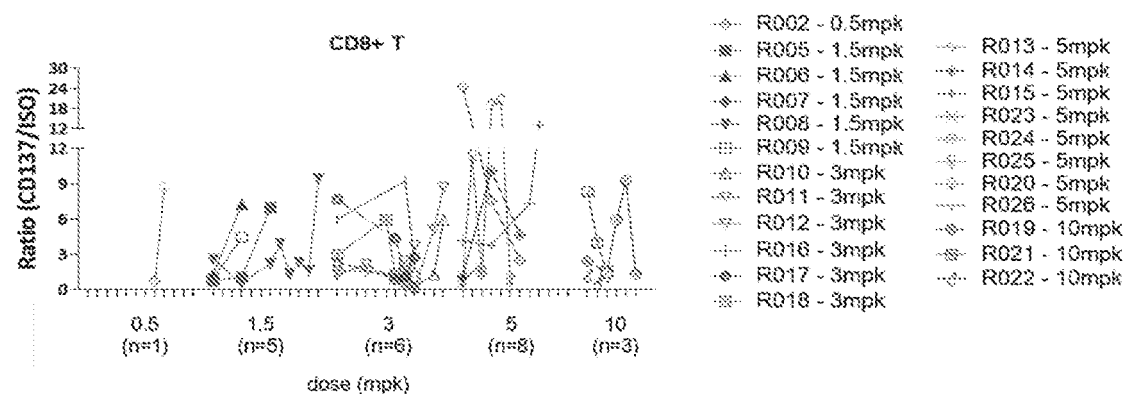 CD8+ T
Ratio (CD137/ISO)
30
24
18
12
12
9
6
3
0
0.5
(n=1)
1.5
(n=5)
3
(n=6)
5
(n=8)
10
(n=3)
dose (mpk)
R002 - 0.5mpk
R005 - 1.5mpk
R006 - 1.5mpk
R007 - 1.5mpk
R008 - 1.5mpk
R009 - 1.5mpk
R010 - 3mpk
R011 - 3mpk
R012 - 3mpk
R016 - 3mpk
R017 - 3mpk
R018 - 3mpk
R013 - 5mpk
R014 - 5mpk
R015 - 5mpk
R023 - 5mpk
R024 - 5mpk
R025 - 5mpk
R020 - 5mpk
R026 - 5mpk
R019 - 10mpk
R021 - 10mpk
R022 - 10mpk